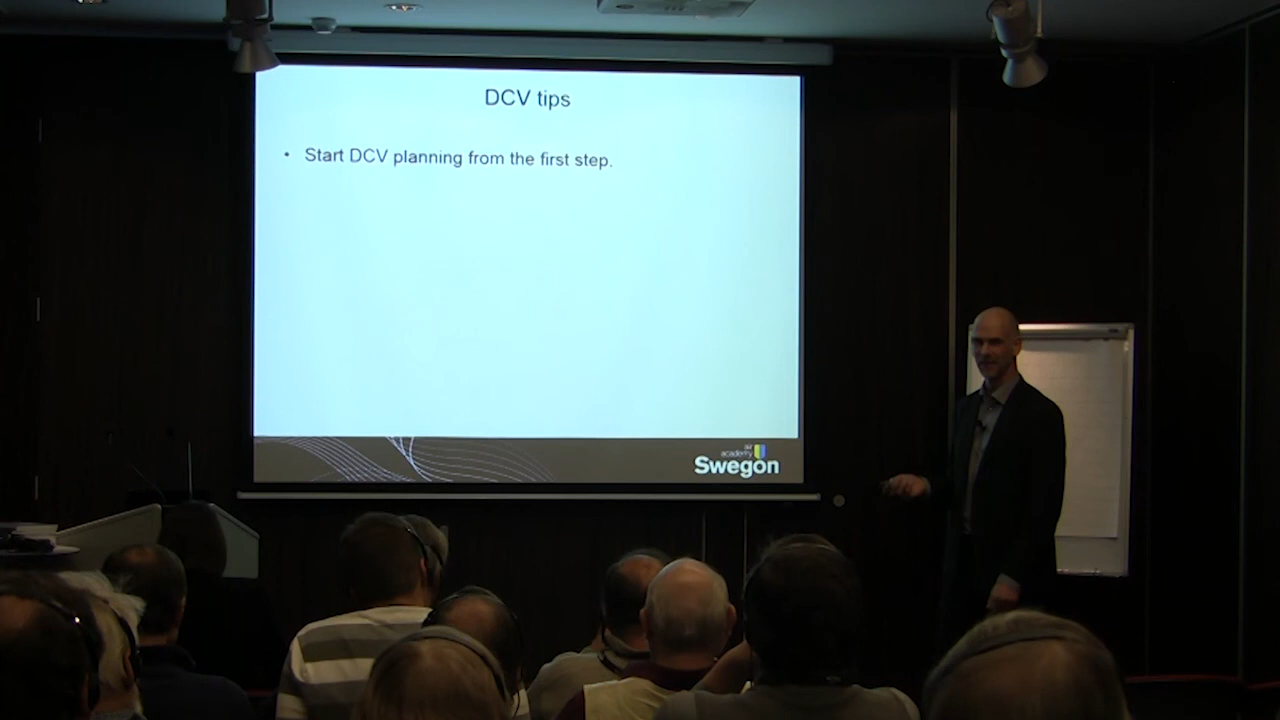 DCV tips
• Start DCV planning from the first step.
air
academy
Swegon